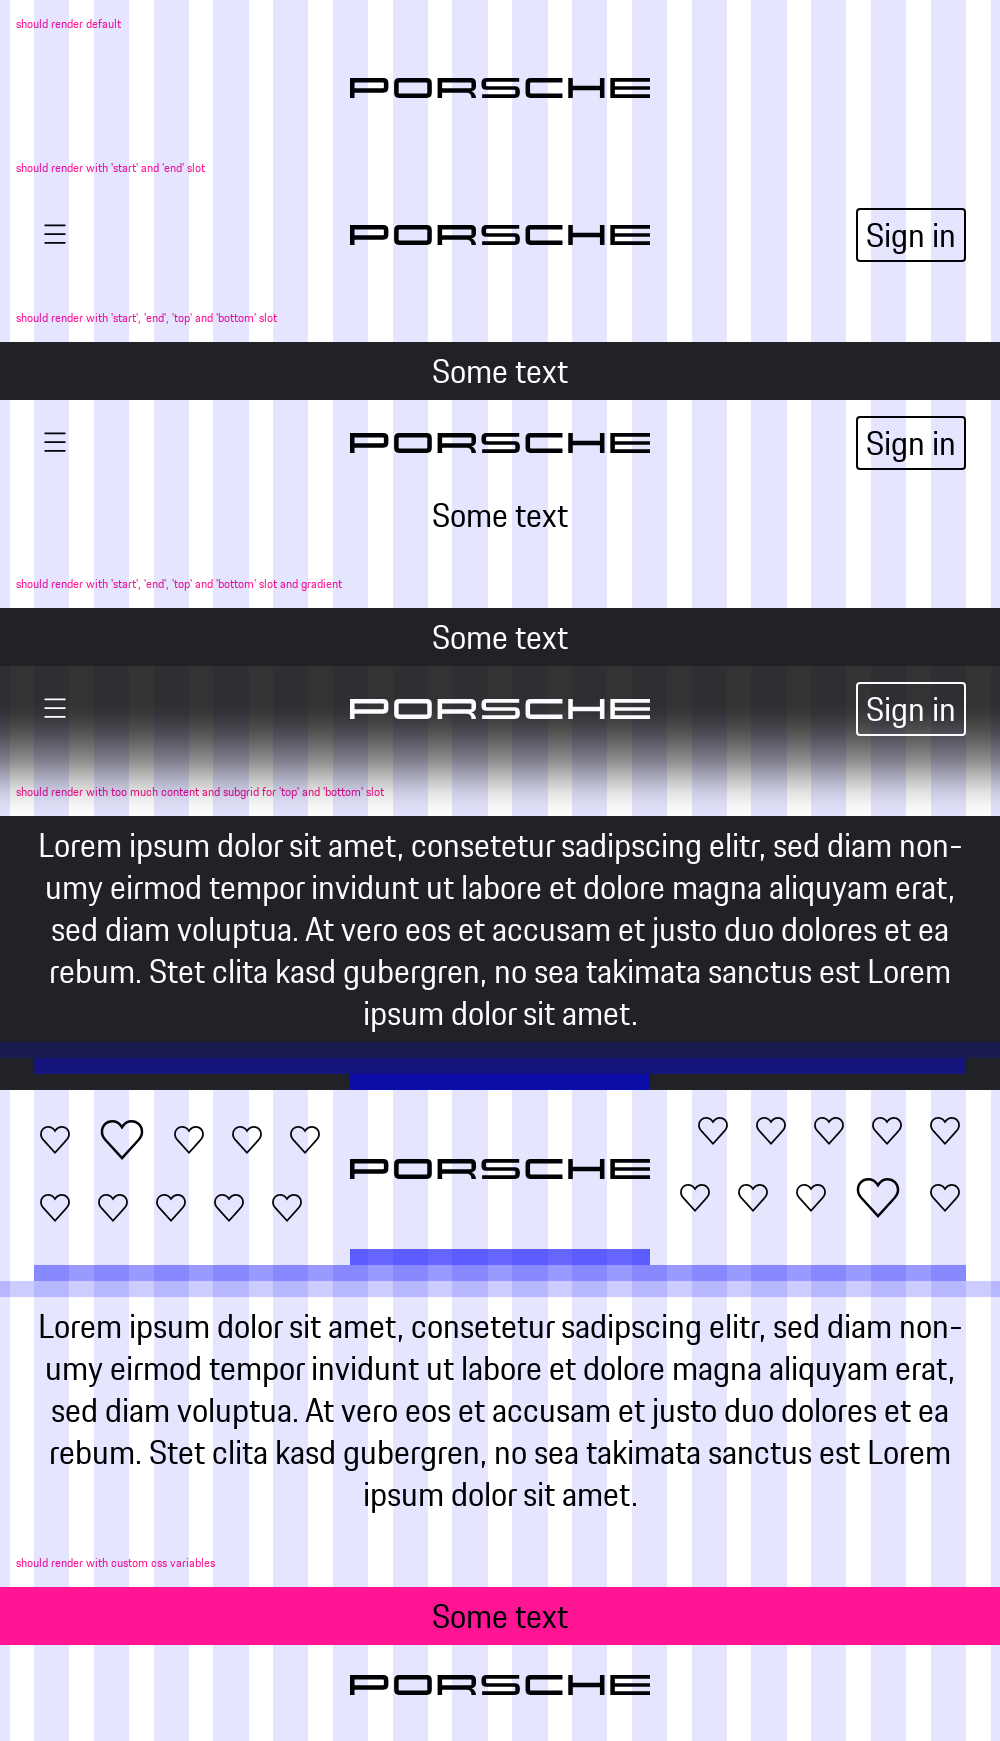 should render default
PORSCHE
should render with 'start' and 'end' slot
PORSCHE
Sign in
should render with 'start', 'end', 'top' and 'bottom' slot
Some text
PORSCHE
Sign in
Some text
should render with 'start', 'end', 'top' and 'bottom' slot and gradient
Some text
PORSCHE
Sign in
should render with too much content and subgrid for 'top' and 'bottom' slot
Lorem ipsum dolor sit amet, consetetur sadipscing elitr, sed diam non-
umy eirmod tempor invidunt ut labore et dolore magna aliquyam erat,
sed diam voluptua. At vero eos et accusam et justo duo dolores et ea
rebum. Stet clita kasd gubergren, no sea takimata sanctus est Lorem
ipsum dolor sit amet.
PORSCHE
Lorem ipsum dolor sit amet, consetetur sadipscing elitr, sed diam non-
umy eirmod tempor invidunt ut labore et dolore magna aliquyam erat,
sed diam voluptua. At vero eos et accusam et justo duo dolores et ea
rebum. Stet clita kasd gubergren, no sea takimata sanctus est Lorem
ipsum dolor sit amet.
should render with custom css variables
Some text
PORSCHE